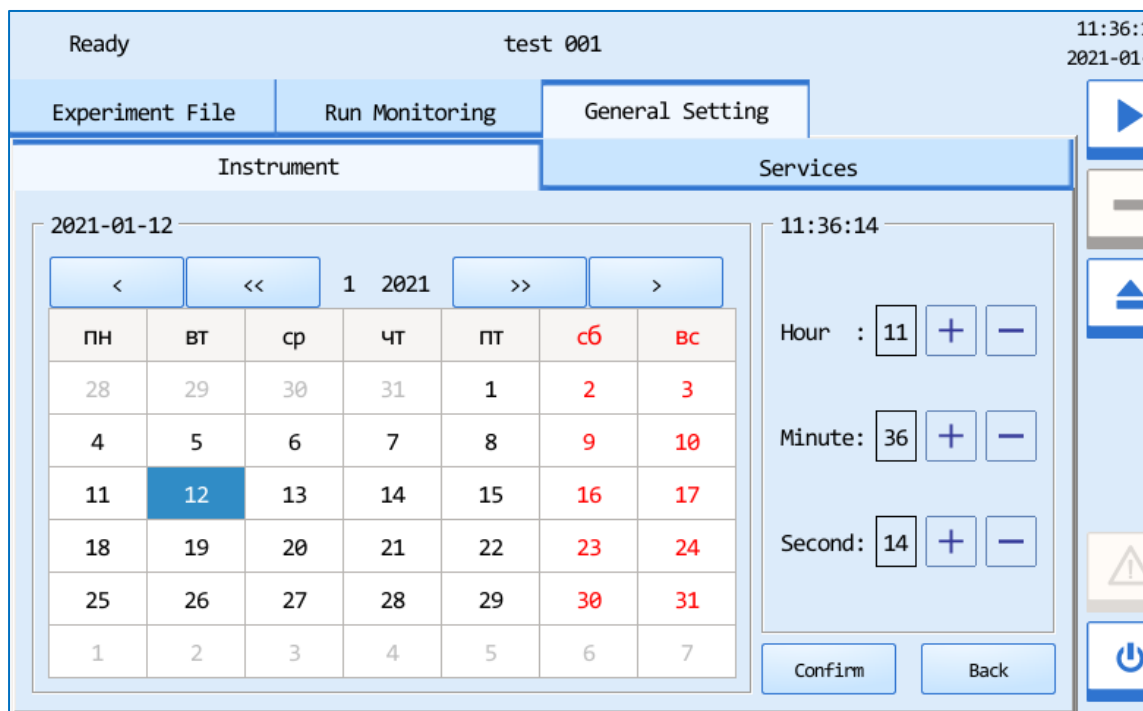 Ready test 001 11:36:
2021-01-
Experiment File Run Monitoring General Setting
Instrument Services
2021-01-12 11:36:14
< << 1 2021 >> >
пн вт ср чт пт сб вс
28 29 30 31 1 2 3
Hour : 11 + −
4 5 6 7 8 9 10
Minute: 36 + −
11 12 13 14 15 16 17
18 19 20 21 22 23 24
Second: 14 + −
25 26 27 28 29 30 31
1 2 3 4 5 6 7
Confirm Back